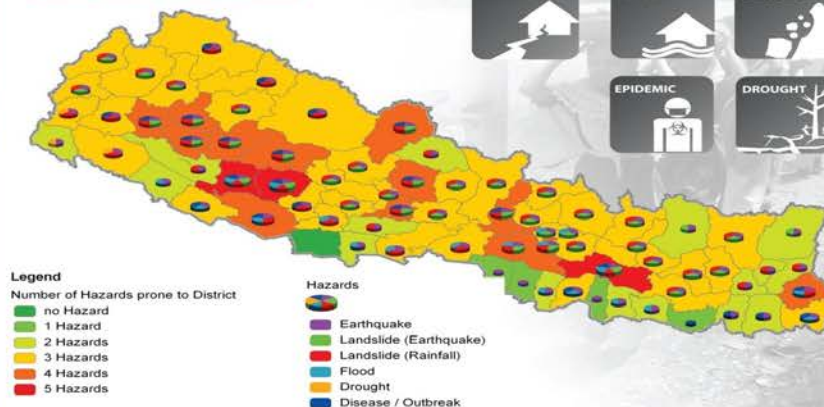 EPIDEMIC
DROUGHT
Legend
Number of Hazards prone to District
no Hazard
1 Hazard
2 Hazards
3 Hazards
4 Hazards
5 Hazards
Hazards
Earthquake
Landslide (Earthquake)
Landslide (Rainfall)
Flood
Drought
Disease / Outbreak